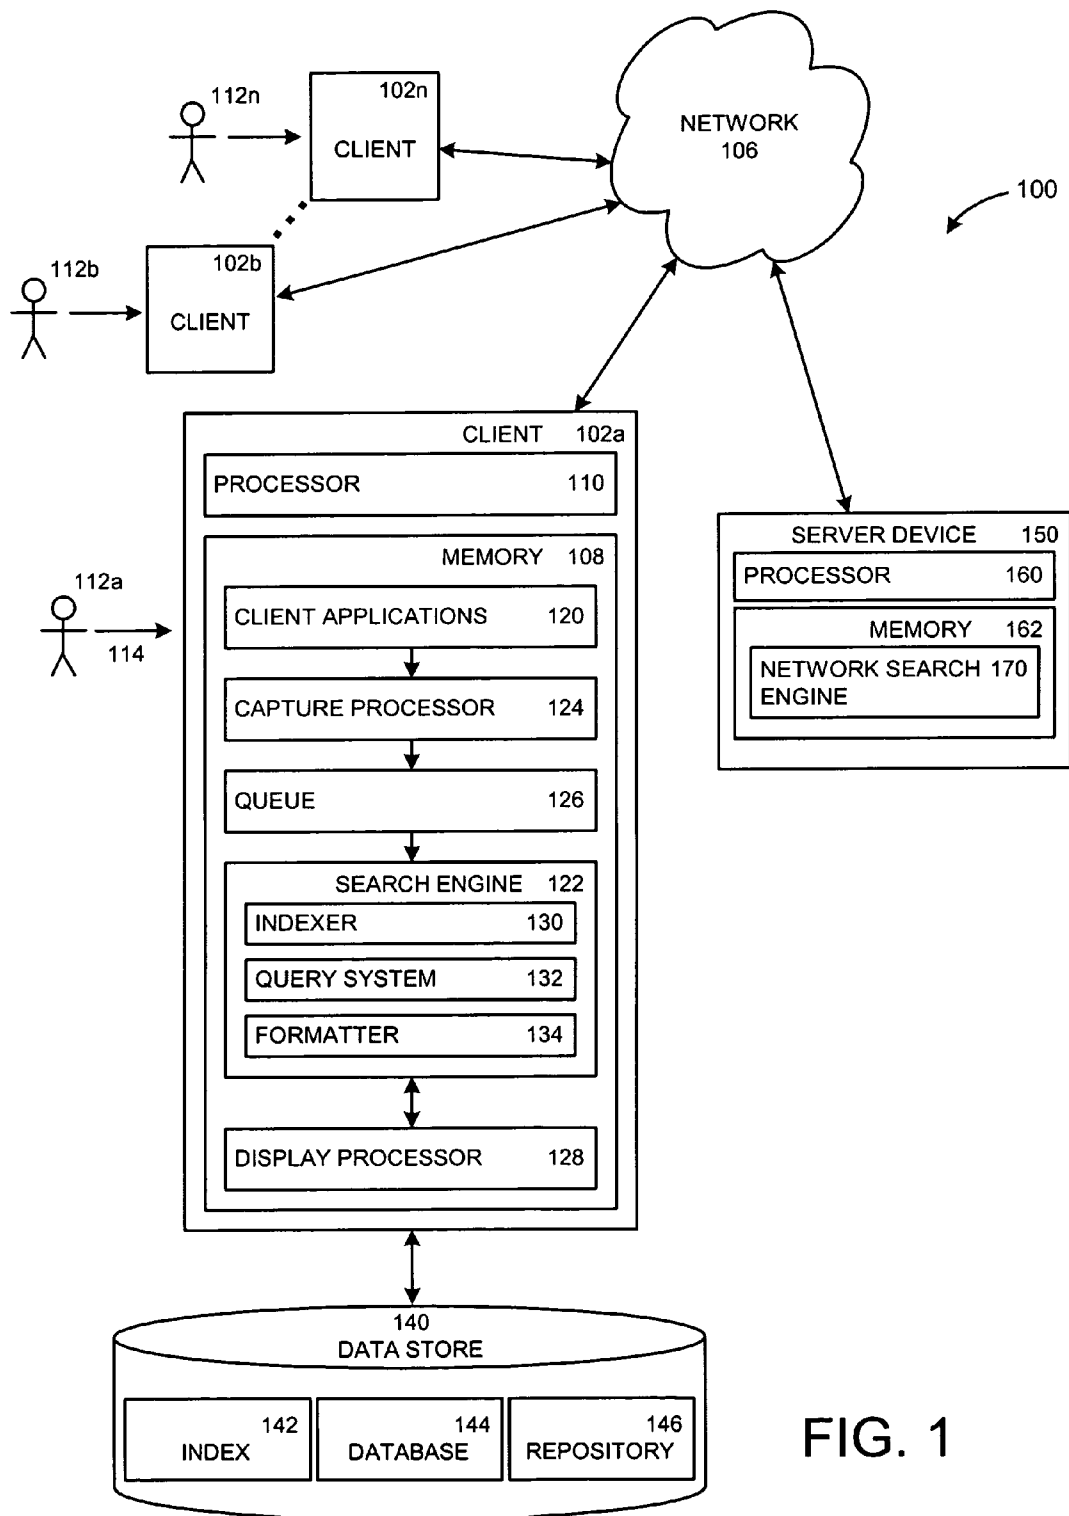 112n
102n
CLIENT
NETWORK
106
100
112b
102b
CLIENT
CLIENT 102a
PROCESSOR 110
MEMORY 108
112a
114
CLIENT APPLICATIONS 120
CAPTURE PROCESSOR 124
QUEUE 126
SEARCH ENGINE 122
INDEXER 130
QUERY SYSTEM 132
FORMATTER 134
DISPLAY PROCESSOR 128
SERVER DEVICE 150
PROCESSOR 160
MEMORY 162
NETWORK SEARCH 170
ENGINE
140
DATA STORE
142
INDEX
144
DATABASE
146
REPOSITORY
FIG. 1